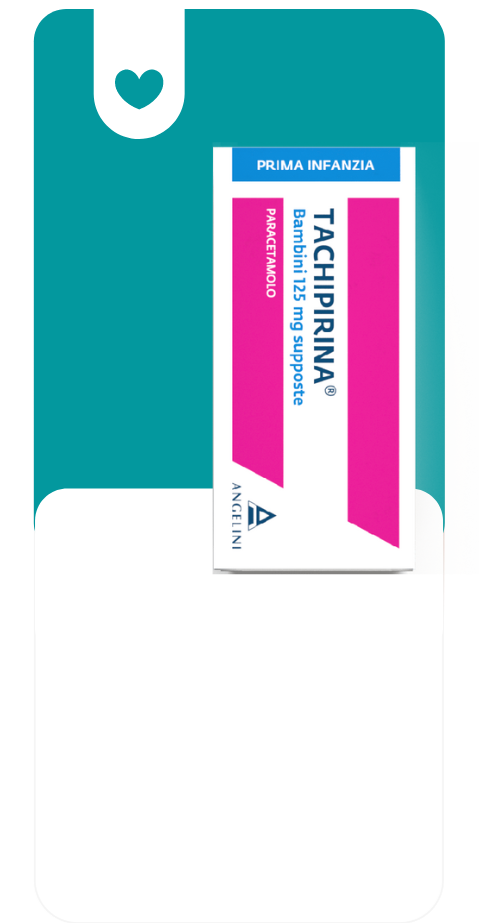 PRIMA INFANZIA
TACHIPIRINA®
Bambini 125 mg supposte
PARACETAMOLO
ANGELINI